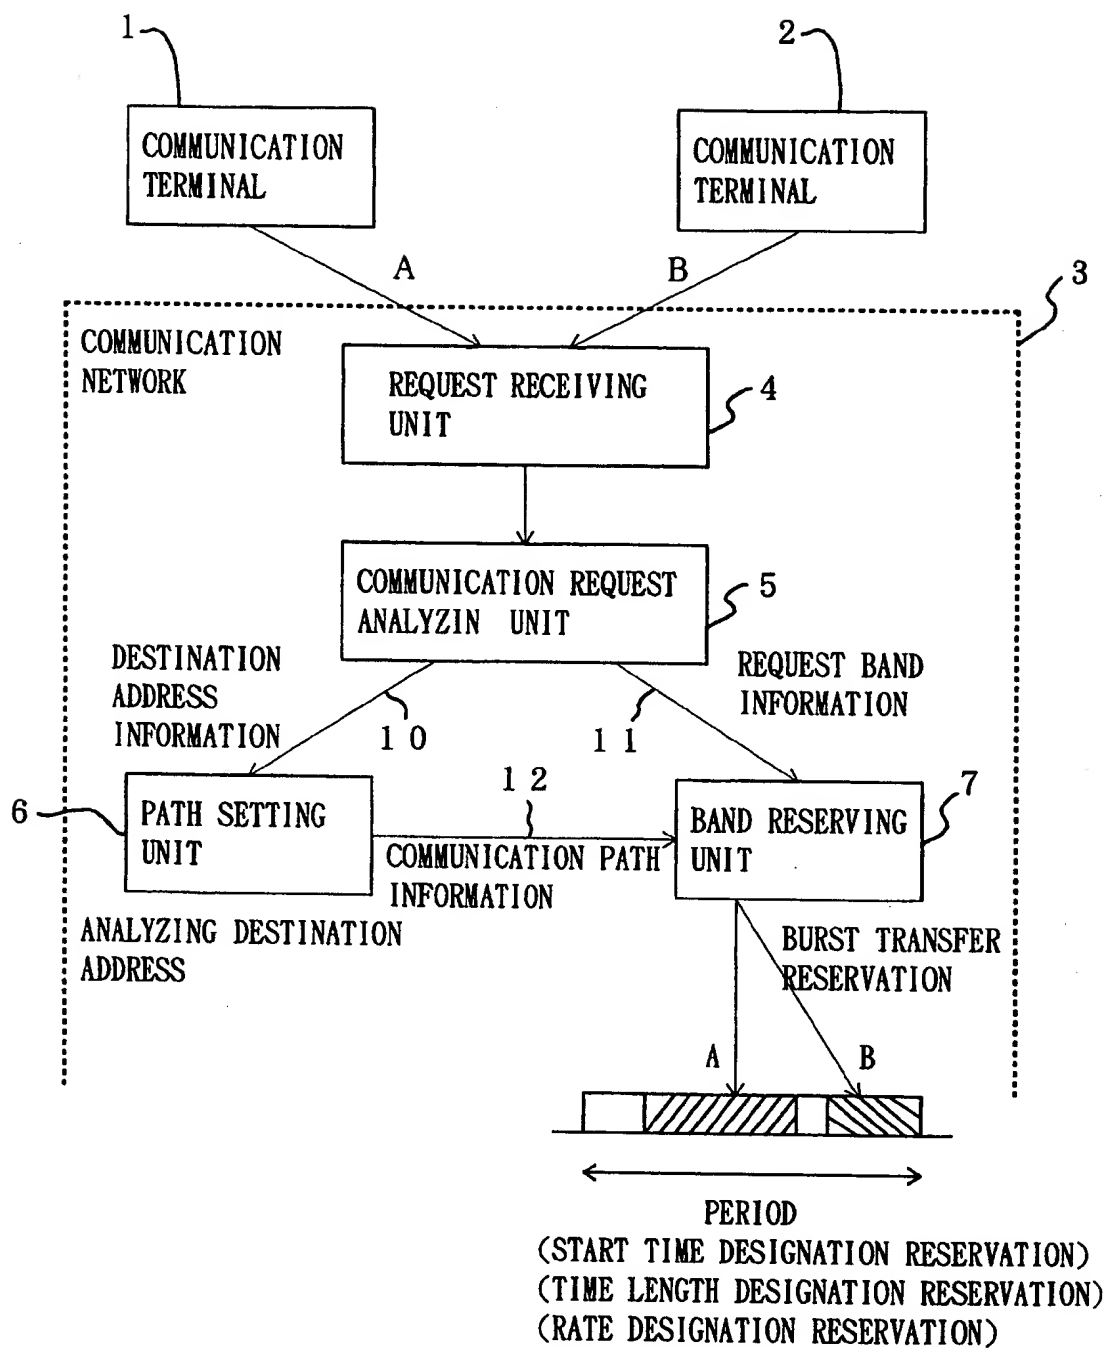 1
2
COMMUNICATION
TERMINAL
COMMUNICATION
TERMINAL
A
B
3
COMMUNICATION
NETWORK
REQUEST RECEIVING
UNIT
4
COMMUNICATION REQUEST
ANALYZIN UNIT
5
DESTINATION
ADDRESS
INFORMATION
REQUEST BAND
INFORMATION
10
11
12
6
PATH SETTING
UNIT
7
BAND RESERVING
UNIT
COMMUNICATION PATH
INFORMATION
ANALYZING DESTINATION
ADDRESS
BURST TRANSFER
RESERVATION
A
B
PERIOD
(START TIME DESIGNATION RESERVATION)
(TIME LENGTH DESIGNATION RESERVATION)
(RATE DESIGNATION RESERVATION)